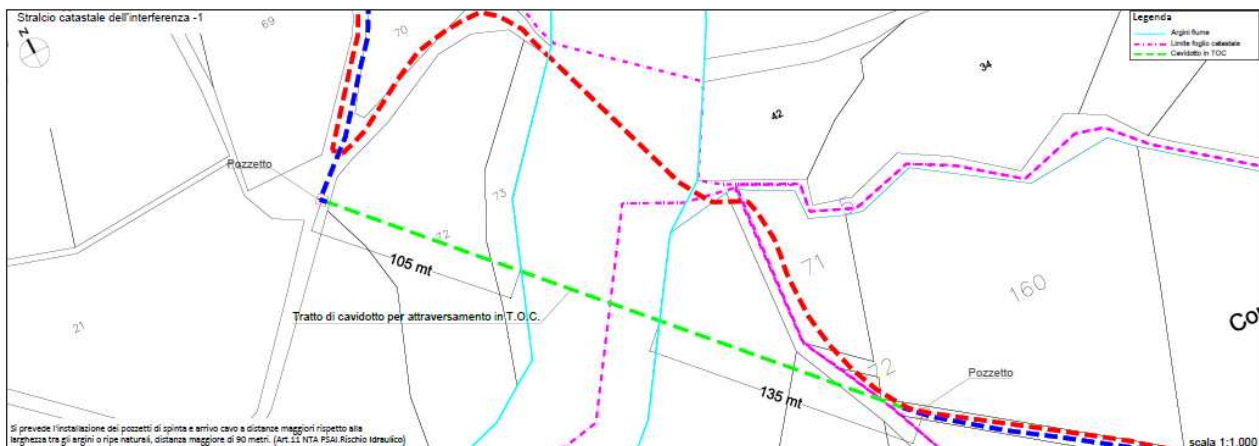 Stralcio catastale dell'interferenza -1
Legenda
Argini fiume
Limite foglio catastale
Cavidotto in TOC
N
69
70
34
42
Pozzetto
73
72
5
71
160
105 mt
21
Tratto di cavidotto per attraversamento in T.O.C.
Co
72
Pozzetto
135 mt
Si prevede l'installazione dei pozzetti di spinta e arrivo cavo a distanze maggiori rispetto alla
larghezza tra gli argini o ripe naturali, distanza maggiore di 90 metri. (Art.11 NTA PSAI.Rischio Idraulico)
scala 1:1.000